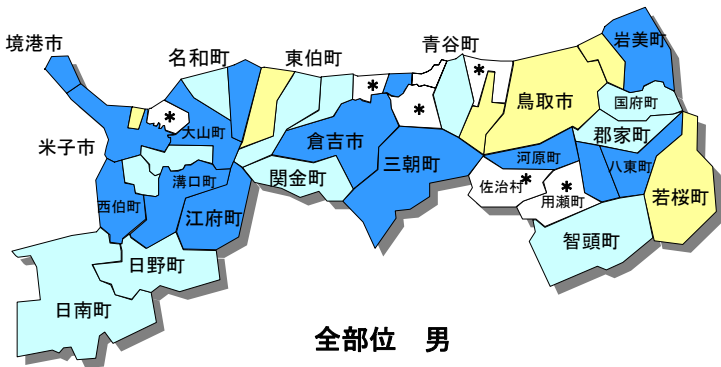 境港市
名和町
東伯町
青谷町
岩美町
*
*
*
*
鳥取市
国府町
米子市
大山町
倉吉市
郡家町
三朝町
河原町
八東町
溝口町
関金町
佐治村
*
*
用瀬町
若桜町
西伯町
江府町
智頭町
日野町
日南町
全部位 男